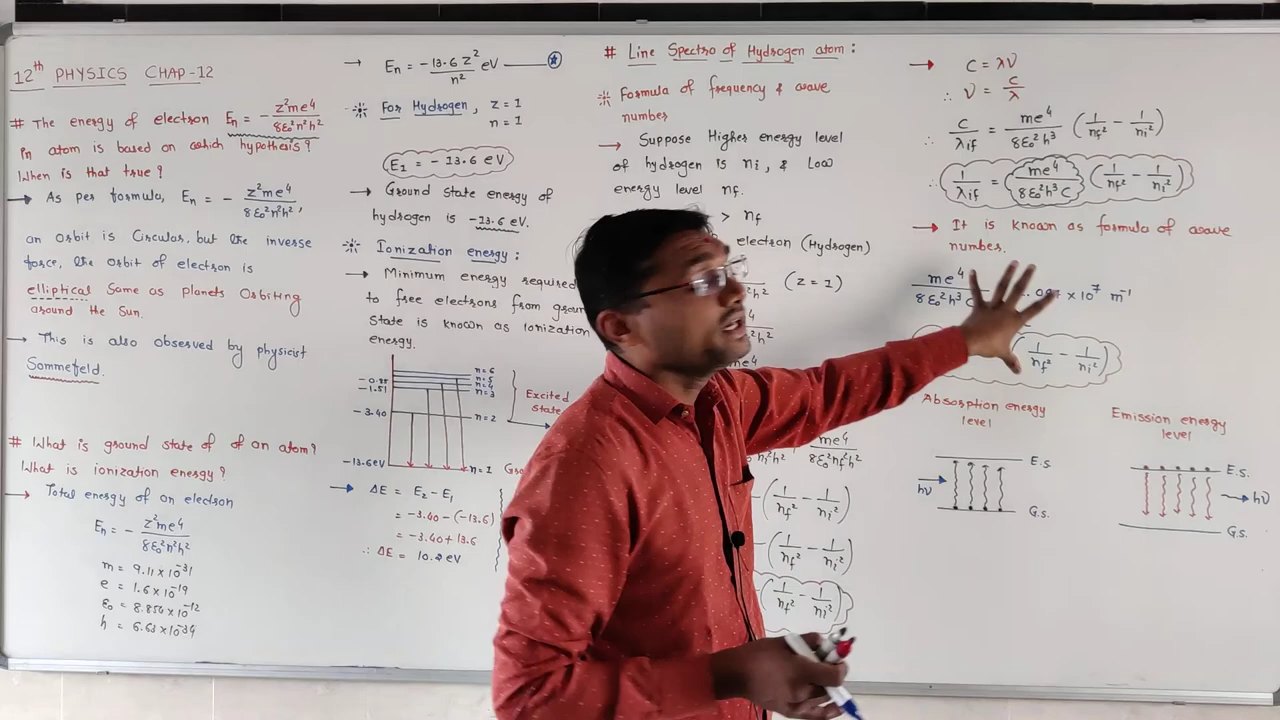 12th PHYSICS CHAP-12
# The energy of electron En = - z²me⁴ / 8ε₀²n²h²
in atom is based on which hypothesis?
When is that true?
→ As per formula, En = - z²me⁴ / 8ε₀²n²h²,
an orbit is Circular, but the inverse
force, the orbit of electron is
elliptical Same as planets Orbiting
around the Sun.
→ This is also observed by physicist
Sommefeld.
# What is ground state of of an atom?
What is ionization energy?
→ Total energy of an electron
En = - z²me⁴ / 8ε₀²n²h²
m = 9.11 × 10⁻³¹
e = 1.6 × 10⁻¹⁹
ε₀ = 8.854 × 10⁻¹²
h = 6.63 × 10⁻³⁴
→ En = -13.6 Z² / n² eV
For Hydrogen, z = 1
n = 1
E₁ = - 13.6 eV
→ Ground state energy of
hydrogen is -13.6 eV.
Ionization energy:
→ Minimum energy required
to free electrons from groun
State is known as Ionization
energy.
n=6
n=5
n=4
n=3
-1.51
-3.40
n=2
-13.6eV
n=1
Excited
State
→ ΔE = E₂ - E₁
= -3.40 - (-13.6)
= -3.40 + 13.6
∴ ΔE = 10.2 eV
# Line Spectro of Hydrogen atom:
Formula of frequency & wave
number
→ Suppose Higher energy level
of hydrogen is ni, & Low
energy level nf.
> nf
electron (Hydrogen)
(z = 1)
me⁴
8ε₀²nf²h²
(1/nf² - 1/ni²)
(1/nf² - 1/ni²)
(1/nf² - 1/ni²)
→ C = λν
∴ ν = C/λ
∴ C/λif = me⁴ / 8ε₀²h³ (1/nf² - 1/ni²)
∴ 1/λif = me⁴ / 8ε₀²h³c (1/nf² - 1/ni²)
→ It is known as formula of wave
number.
me⁴ / 8ε₀²h³c
× 10⁷ m⁻¹
(1/nf² - 1/ni²)
Absorption energy
level
hν
E.S.
G.S.
Emission energy
level
E.S.
→ hν
G.S.